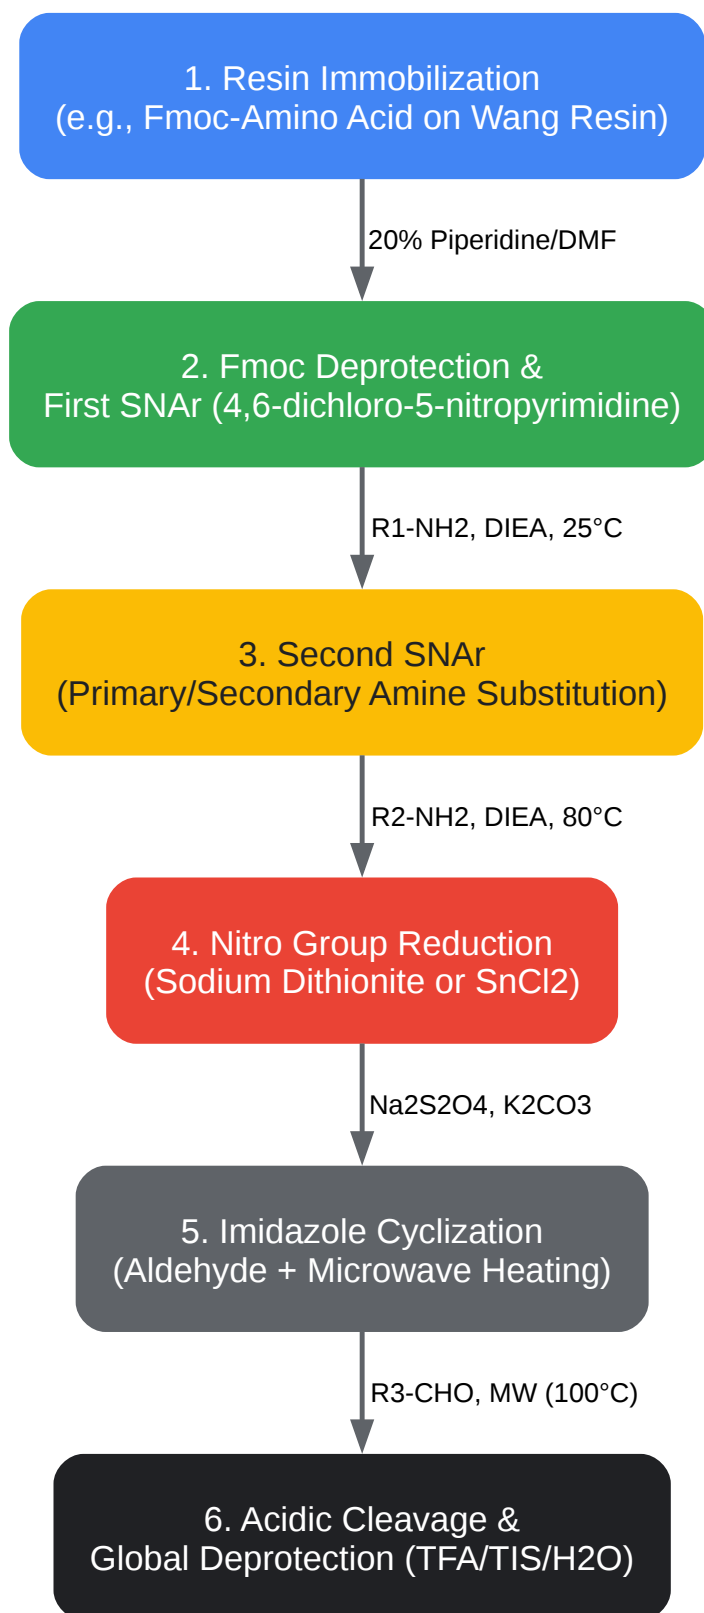 1. Resin Immobilization
(e.g., Fmoc-Amino Acid on Wang Resin)
20% Piperidine/DMF
2. Fmoc Deprotection &
First SNAr (4,6-dichloro-5-nitropyrimidine)
R1-NH2, DIEA, 25°C
3. Second SNAr
(Primary/Secondary Amine Substitution)
R2-NH2, DIEA, 80°C
4. Nitro Group Reduction
(Sodium Dithionite or SnCl2)
Na2S2O4, K2CO3
5. Imidazole Cyclization
(Aldehyde + Microwave Heating)
R3-CHO, MW (100°C)
6. Acidic Cleavage &
Global Deprotection (TFA/TIS/H2O)